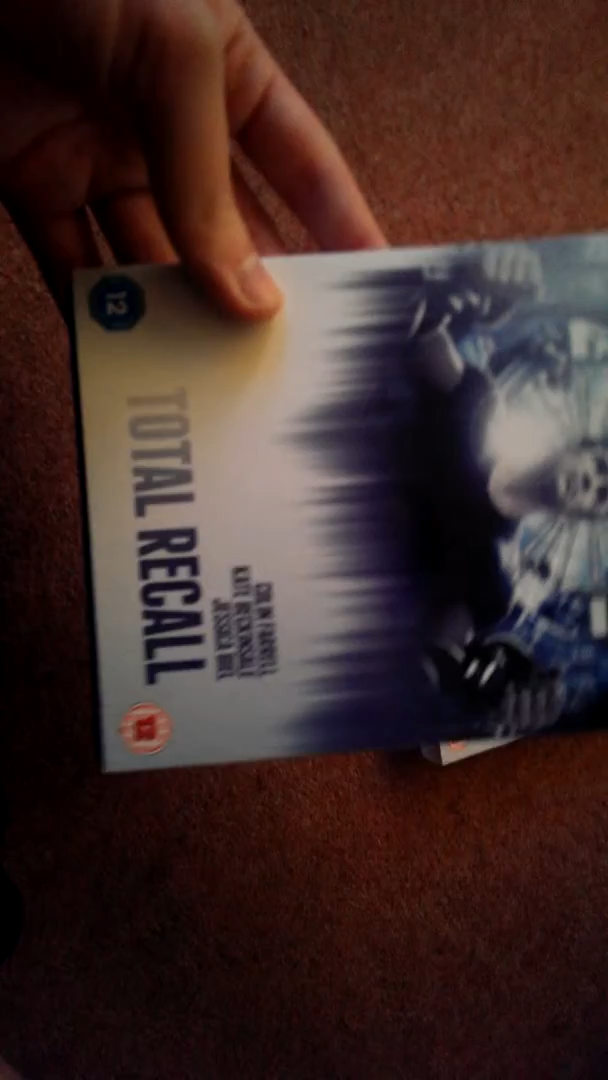 COLIN FARRELL
KATE BECKINSALE
JESSICA BIEL
TOTAL RECALL
12
12